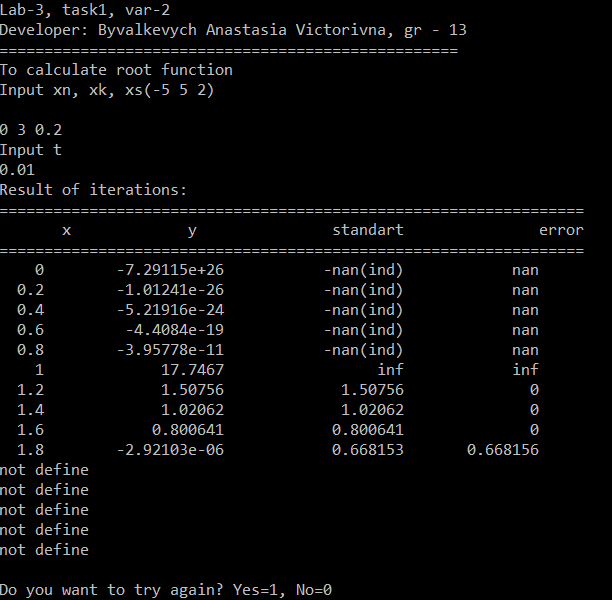 Lab-3, task1, var-2
Developer: Byvalkevych Anastasia Victorivna, gr - 13
===================================================
To calculate root function
Input xn, xk, xs(-5 5 2)
0 3 0.2
Input t
0.01
Result of iterations:
=================================================================
x y standart error
=================================================================
0 -7.29115e+26 -nan(ind) nan
0.2 -1.01241e-26 -nan(ind) nan
0.4 -5.21916e-24 -nan(ind) nan
0.6 -4.4084e-19 -nan(ind) nan
0.8 -3.95778e-11 -nan(ind) nan
1 17.7467 inf inf
1.2 1.50756 1.50756 0
1.4 1.02062 1.02062 0
1.6 0.800641 0.800641 0
1.8 -2.92103e-06 0.668153 0.668156
not define
not define
not define
not define
not define
Do you want to try again? Yes=1, No=0